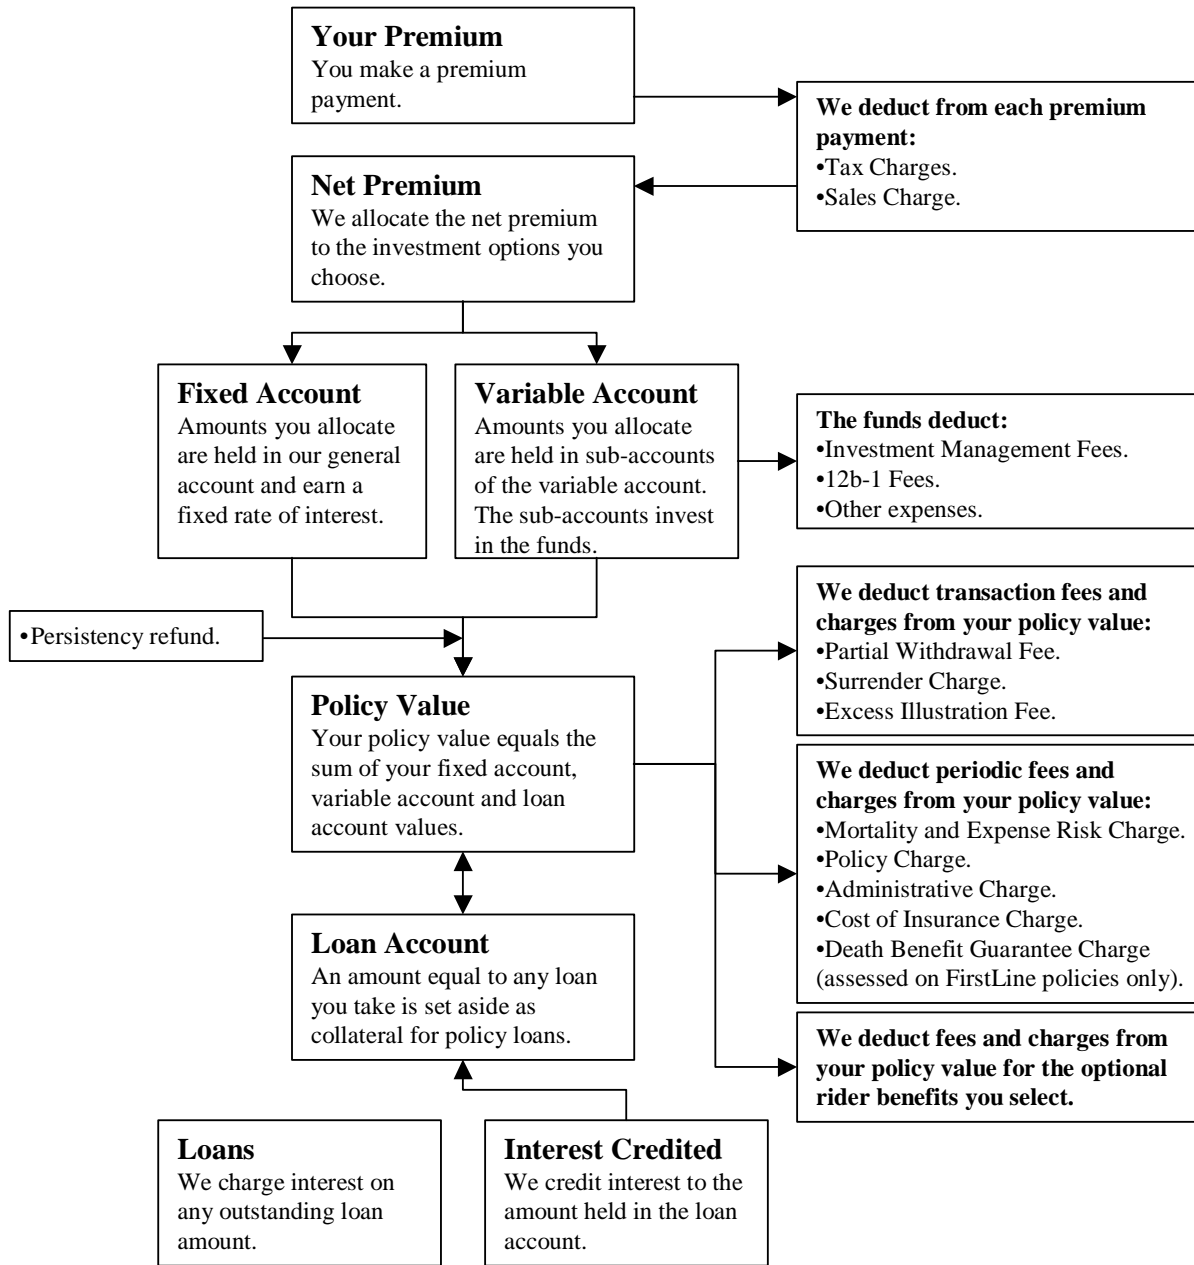 Your Premium
You make a premium
payment.
We deduct from each premium
payment:
•Tax Charges.
•Sales Charge.
Net Premium
We allocate the net premium
to the investment options you
choose.
Fixed Account
Amounts you allocate
are held in our general
account and earn a
fixed rate of interest.
Variable Account
Amounts you allocate
are held in sub-accounts
of the variable account.
The sub-accounts invest
in the funds.
The funds deduct:
•Investment Management Fees.
•12b-1 Fees.
•Other expenses.
•Persistency refund.
We deduct transaction fees and
charges from your policy value:
•Partial Withdrawal Fee.
•Surrender Charge.
•Excess Illustration Fee.
Policy Value
Your policy value equals the
sum of your fixed account,
variable account and loan
account values.
We deduct periodic fees and
charges from your policy value:
•Mortality and Expense Risk Charge.
•Policy Charge.
•Administrative Charge.
•Cost of Insurance Charge.
•Death Benefit Guarantee Charge
(assessed on FirstLine policies only).
Loan Account
An amount equal to any loan
you take is set aside as
collateral for policy loans.
We deduct fees and charges from
your policy value for the optional
rider benefits you select.
Loans
We charge interest on
any outstanding loan
amount.
Interest Credited
We credit interest to the
amount held in the loan
account.